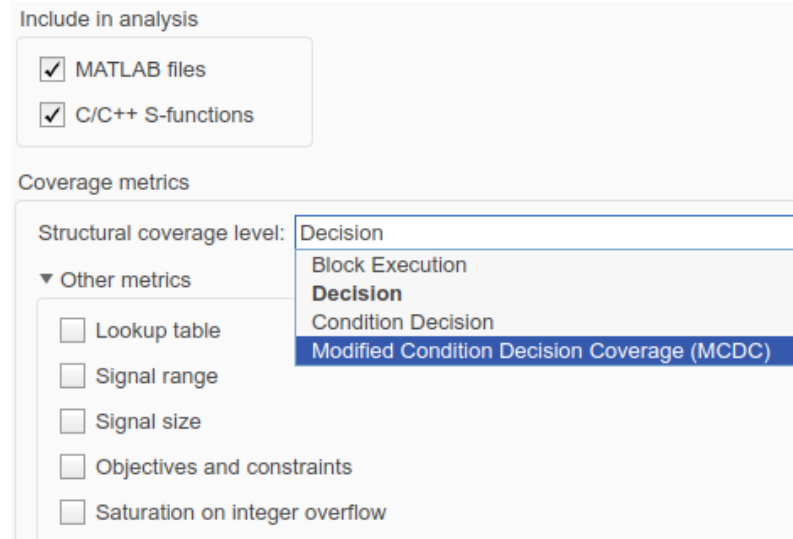 Include in analysis
MATLAB files
C/C++ S-functions
Coverage metrics
Structural coverage level: Decision
Block Execution
Decision
Condition Decision
Modified Condition Decision Coverage (MCDC)
Other metrics
Lookup table
Signal range
Signal size
Objectives and constraints
Saturation on integer overflow